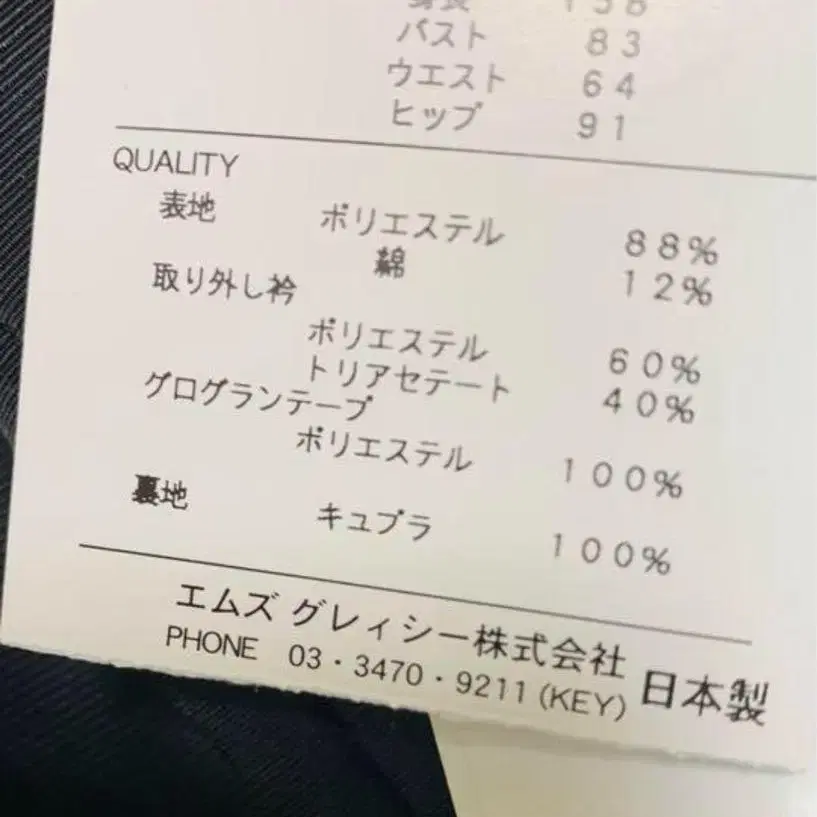 身長 158
バスト 83
ウエスト 64
ヒップ 91
QUALITY
表地 ポリエステル 88%
綿 12%
取り外し衿
ポリエステル 60%
トリアセテート 40%
グログランテープ
ポリエステル 100%
裏地 キュプラ 100%
エムズ グレィシー株式会社 日本製
PHONE 03・3470・9211(KEY)